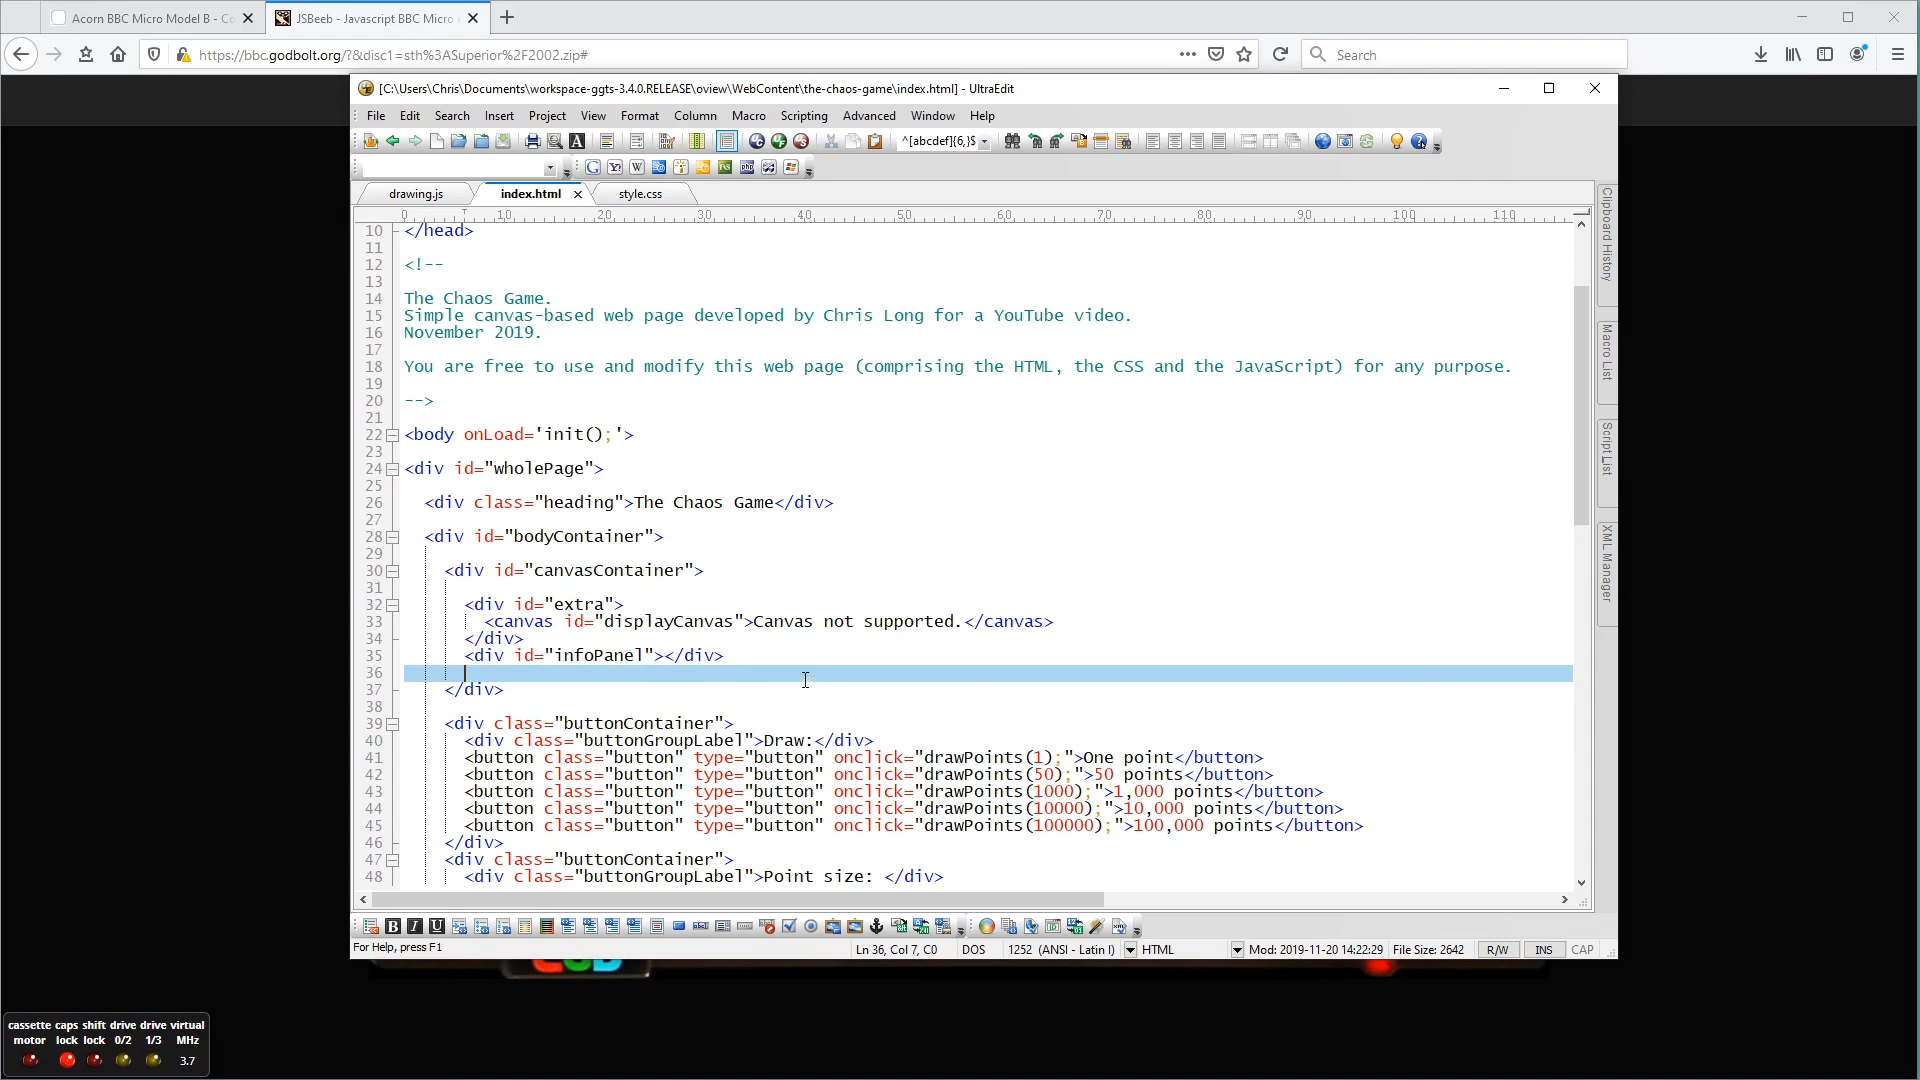 Acorn BBC Micro Model B - Co
JSBeeb - Javascript BBC Micro
https://bbc.godbolt.org/?&disc1=sth%3ASuperior%2F2002.zip#
Search
[C:\Users\Chris\Documents\workspace-ggts-3.4.0.RELEASE\oview\WebContent\the-chaos-game\index.html] - UltraEdit
File Edit Search Insert Project View Format Column Macro Scripting Advanced Window Help
^[abcdef]{6,}$
drawing.js index.html style.css
0 10 20 30 40 50 60 70 80 90 100 110
10 </head>
11
12 <!--
13
14 The Chaos Game.
15 Simple canvas-based web page developed by Chris Long for a YouTube video.
16 November 2019.
17
18 You are free to use and modify this web page (comprising the HTML, the CSS and the JavaScript) for any purpose.
19
20 -->
21
22 <body onLoad='init();'>
23
24 <div id="wholePage">
25
26 <div class="heading">The Chaos Game</div>
27
28 <div id="bodyContainer">
29
30 <div id="canvasContainer">
31
32 <div id="extra">
33 <canvas id="displayCanvas">Canvas not supported.</canvas>
34 </div>
35 <div id="infoPanel"></div>
36
37 </div>
38
39 <div class="buttonContainer">
40 <div class="buttonGroupLabel">Draw:</div>
41 <button class="button" type="button" onclick="drawPoints(1);">One point</button>
42 <button class="button" type="button" onclick="drawPoints(50);">50 points</button>
43 <button class="button" type="button" onclick="drawPoints(1000);">1,000 points</button>
44 <button class="button" type="button" onclick="drawPoints(10000);">10,000 points</button>
45 <button class="button" type="button" onclick="drawPoints(100000);">100,000 points</button>
46 </div>
47 <div class="buttonContainer">
48 <div class="buttonGroupLabel">Point size: </div>
Clipboard History
Macro List
Script List
XML Manager
For Help, press F1
Ln 36, Col 7, C0 DOS 1252 (ANSI - Latin I) HTML Mod: 2019-11-20 14:22:29 File Size: 2642 R/W INS CAP
cassette caps shift drive drive virtual
motor lock lock 0/2 1/3 MHz
3.7